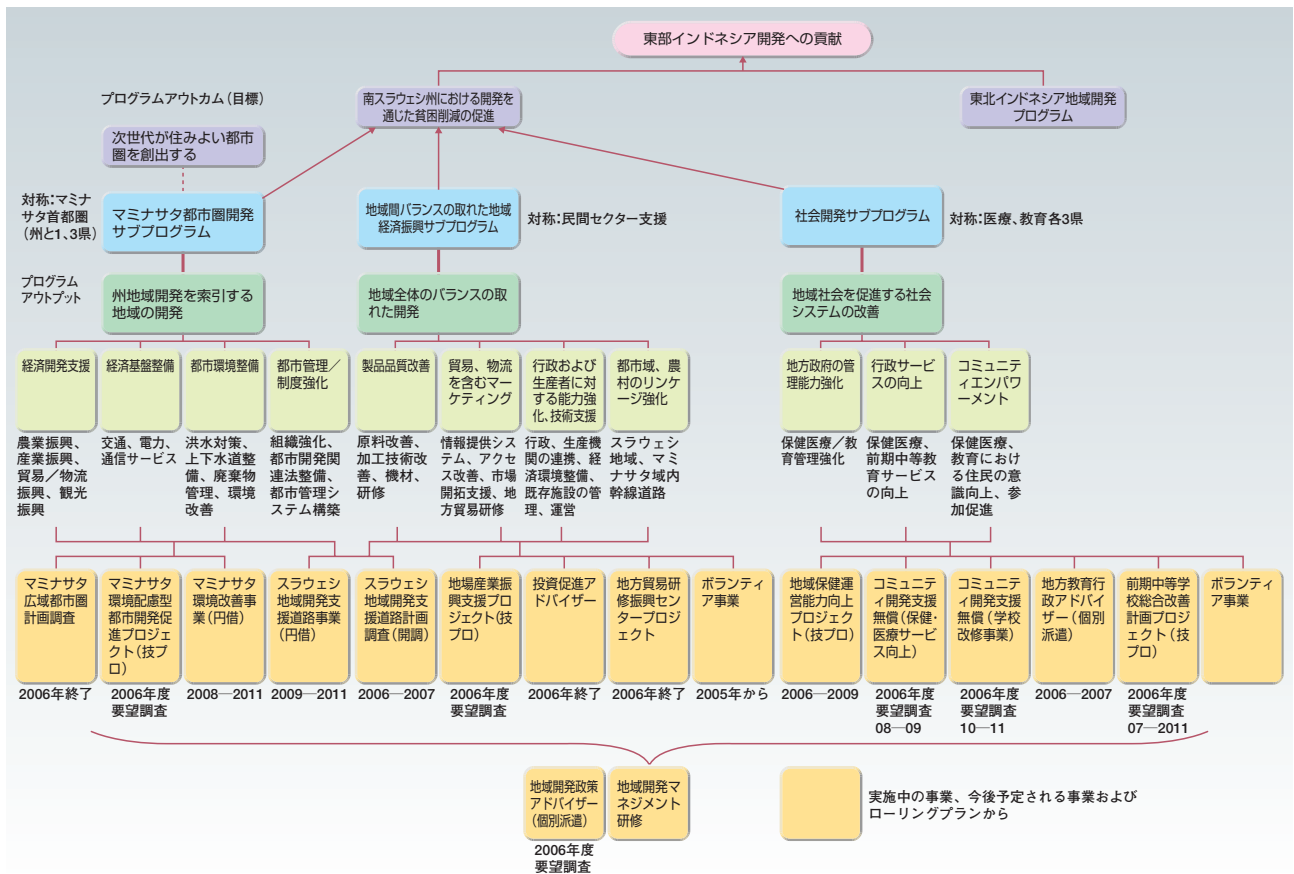 東部インドネシア開発への貢献
プログラムアウトカム(目標)
南スラウェシ州における開発を
通じた貧困削減の促進
東北インドネシア地域開発
プログラム
次世代が住みよい都市
圏を創出する
対称:マミナ
サタ首都圏
(州と1、3県)
マミナサタ都市圏開発
サブプログラム
地域間バランスの取れた地域
経済振興サブプログラム
対称:民間セクター支援
社会開発サブプログラム
対称:医療、教育各3県
プログラム
アウトプット
州地域開発を索引する
地域の開発
地域全体のバランスの取
れた開発
地域社会を促進する社会
システムの改善
経済開発支援
経済基盤整備
都市環境整備
都市管理/
制度強化
製品品質改善
貿易、物流
を含むマー
ケティング
行政および
生産者に対
する能力強
化、技術支援
都市域、農
村のリンケ
ージ強化
地方政府の管
理能力強化
行政サービ
スの向上
コミュニテ
ィエンパワ
ーメント
農業振興、
産業振興、
貿易/物流
振興、観光
振興
交通、電力、
通信サービス
洪水対策、
上下水道整
備、廃棄物
管理、環境
改善
組織強化、
都市開発関
連法整備、
都市管理シ
ステム構築
原料改善、
加工技術改
善、機材、
研修
情報提供シス
テム、アクセ
ス改善、市場
開拓支援、地
方貿易研修
行政、生産機
関の連携、経
済環境整備、
既存施設の管
理、運営
スラウェシ
地域、マミ
ナサタ域内
幹線道路
保健医療/教
育管理強化
保健医療、
前期中等教
育サービス
の向上
保健医療、
教育におけ
る住民の意
識向上、参
加促進
マミナサタ
広域都市圏
計画調査
マミナサタ
環境配慮型
都市開発促
進プロジェ
クト(技プ
ロ)
マミナサタ
環境改善事
業(円借)
スラウェシ
地域開発支
援道路事業
(円借)
スラウェシ
地域開発支
援道路計画
調査(開調)
地場産業振
興支援プロ
ジェクト(技
プロ)
投資促進ア
ドバイザー
地方貿易研
修振興セン
タープロジ
ェクト
ボランティ
ア事業
地域保健運
営能力向上
プロジェク
ト(技プロ)
コミュニテ
ィ開発支援
無償(保健・
医療サービ
ス向上)
コミュニテ
ィ開発支援
無償(学校
改修事業)
地方教育行
政アドバイ
ザー(個別
派遣)
前期中等学
校総合改善
計画プロジ
ェクト(技
プロ)
ボランティ
ア事業
2006年終了
2006年度
要望調査
2008―2011
2009―2011
2006―2007
2006年度
要望調査
2006年終了
2006年終了
2005年から
2006―2009
2006年度
要望調査
08―09
2006年度
要望調査
10―11
2006―2007
2006年度
要望調査
07―2011
地域開発政策
アドバイザー
(個別派遣)
地域開発マ
ネジメント
研修
2006年度
要望調査
実施中の事業、今後予定される事業および
ローリングプランから